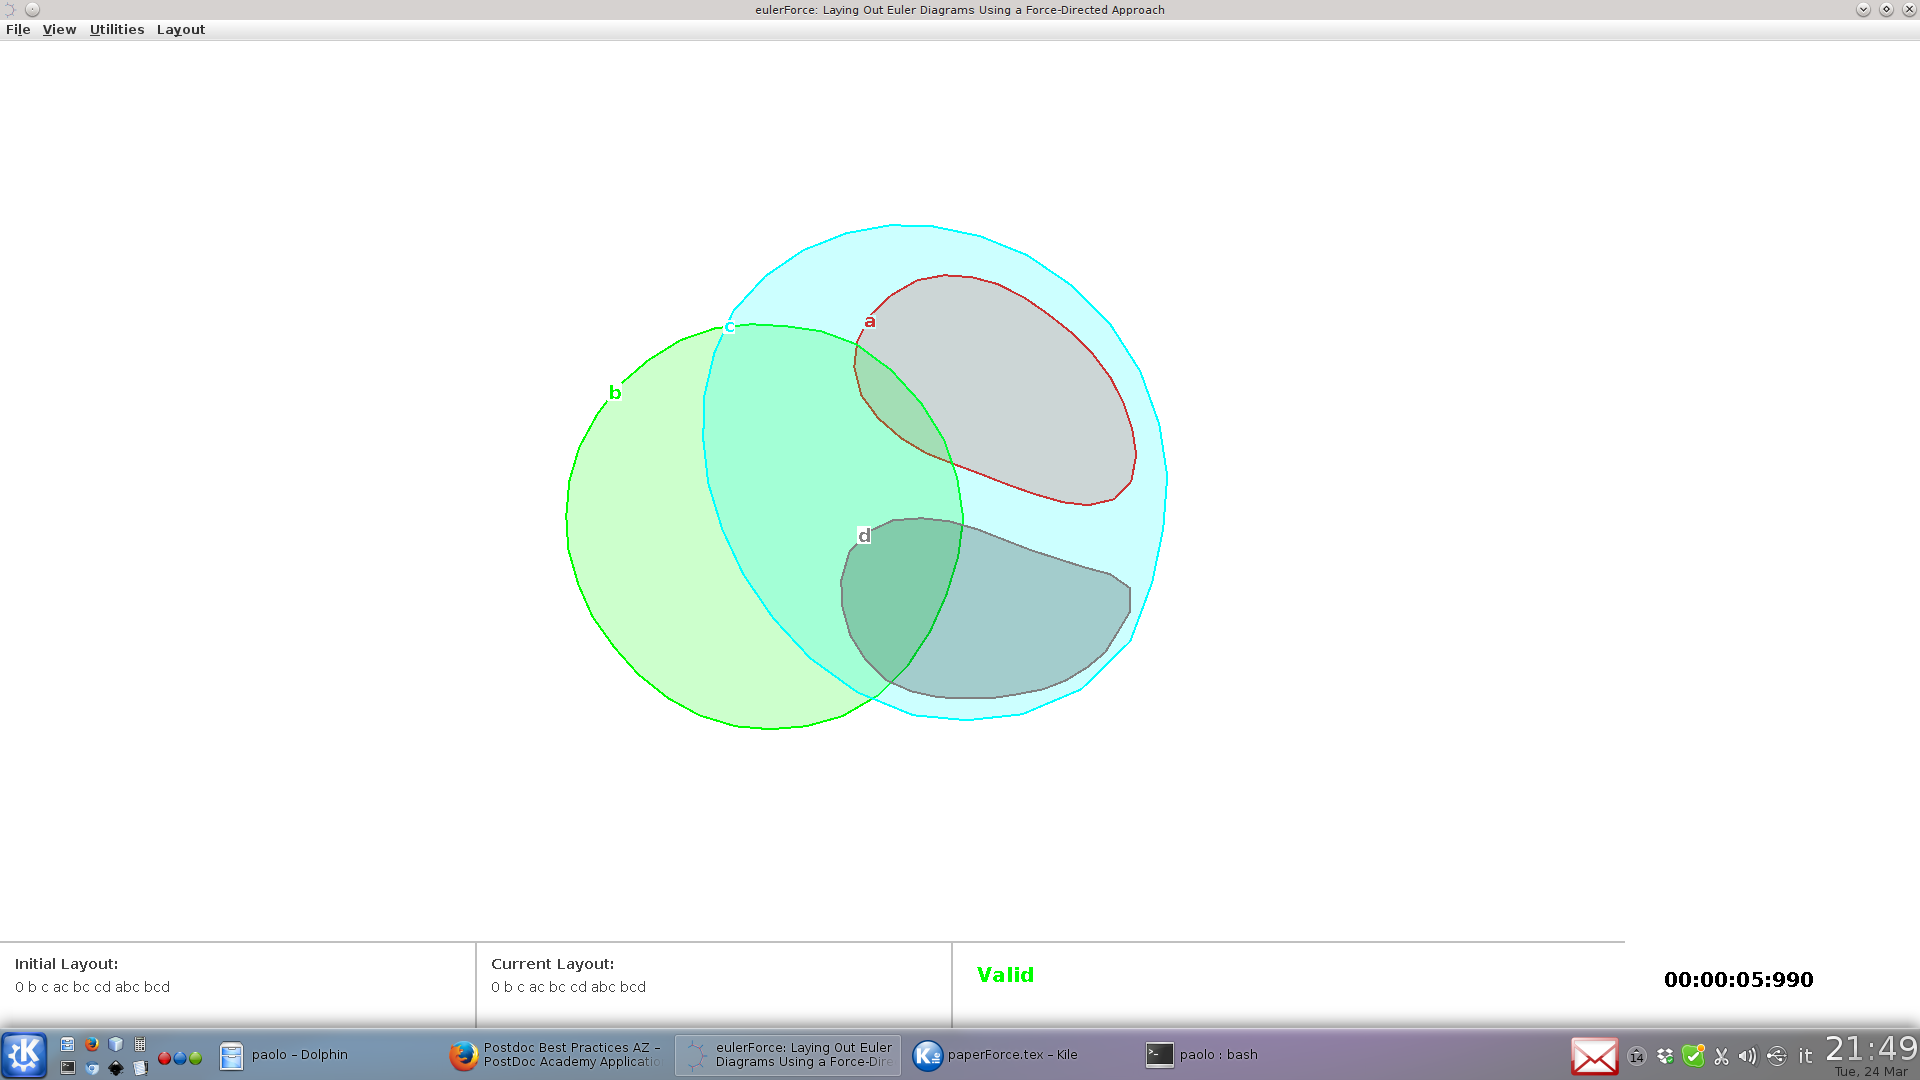 eulerForce: Laying Out Euler Diagrams Using a Force-Directed Approach
File View Utilities Layout
c
a
b
d
Initial Layout:
0 b c ac bc cd abc bcd
Current Layout:
0 b c ac bc cd abc bcd
Valid
00:00:05:990
paolo – Dolphin
Postdoc Best Practices AZ –
PostDoc Academy Applicatio
eulerForce: Laying Out Euler
Diagrams Using a Force-Dire
paperForce.tex – Kile
paolo : bash
14
it
21:49
Tue, 24 Mar